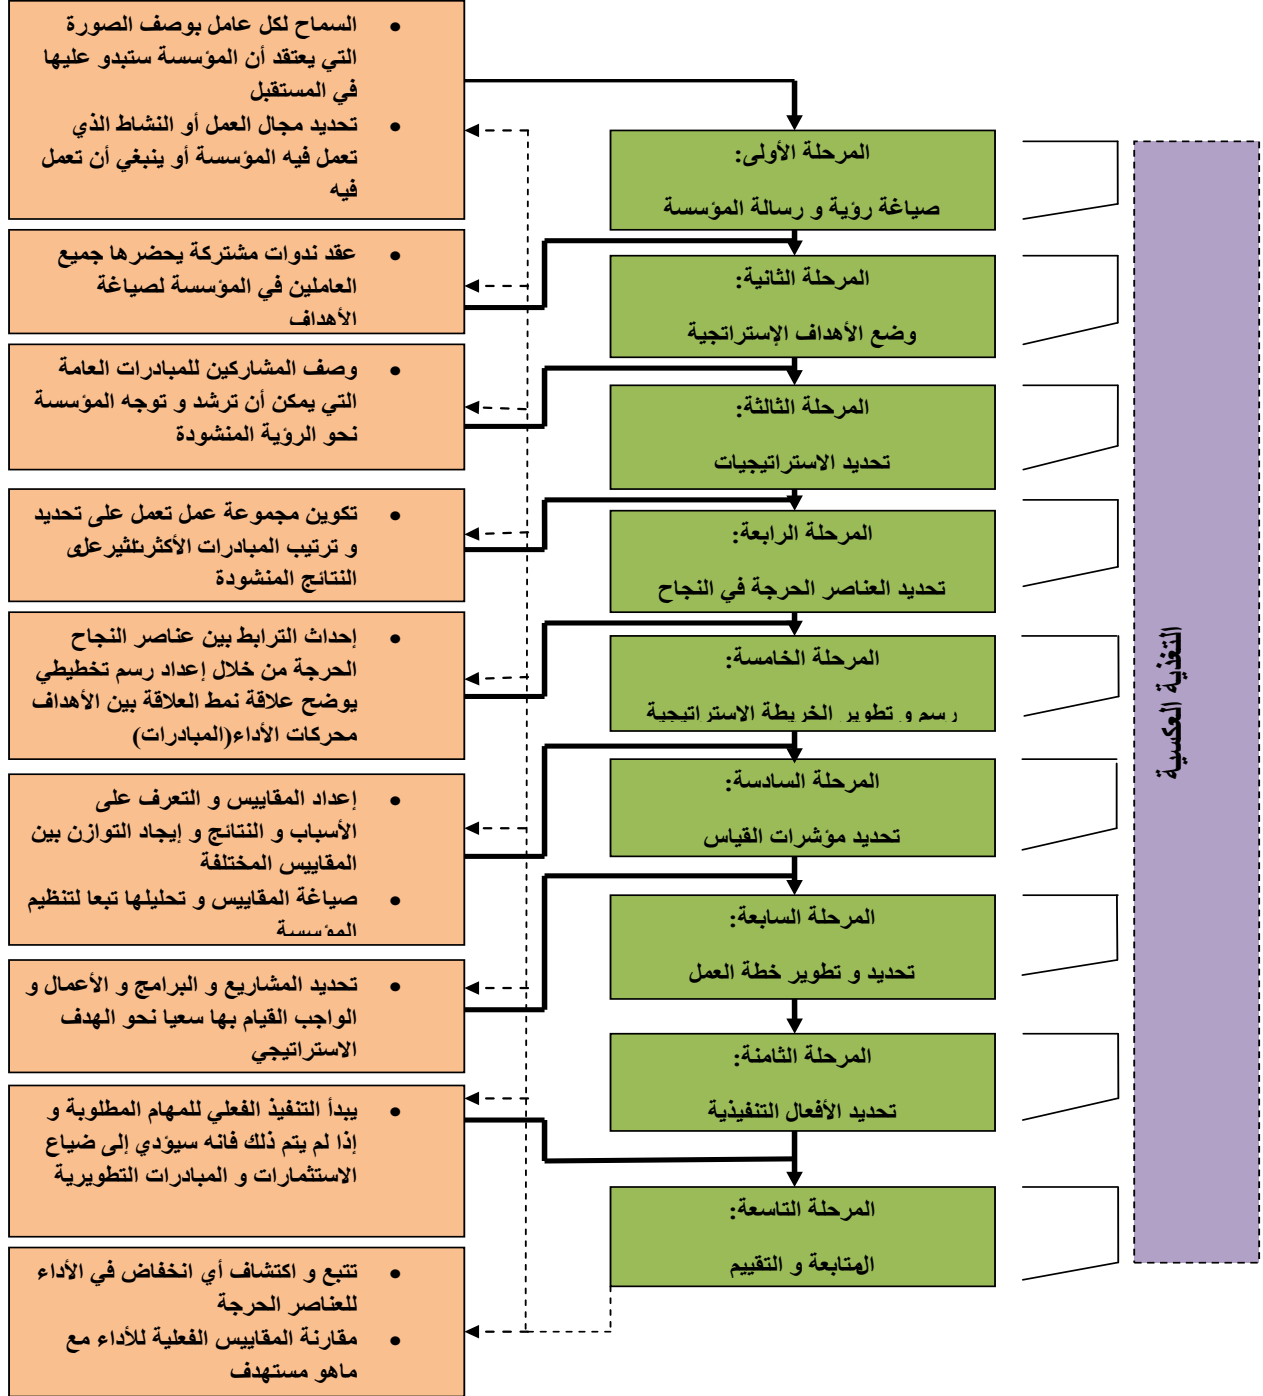 السماح لكل عامل بوصف الصورة
التي يعتقد أن المؤسسة ستبدو عليها
في المستقبل
تحديد مجال العمل أو النشاط الذي
تعمل فيه المؤسسة أو ينبغي أن تعمل
فيه
المرحلة الأولى:
صياغة رؤية و رسالة المؤسسة
عقد ندوات مشتركة يحضرها جميع
العاملين في المؤسسة لصياغة
الأهداف
المرحلة الثانية:
وضع الأهداف الإستراتجية
وصف المشاركين للمبادرات العامة
التي يمكن أن ترشد و توجه المؤسسة
نحو الرؤية المنشودة
المرحلة الثالثة:
تحديد الاستراتيجيات
تكوين مجموعة عمل تعمل على تحديد
و ترتيب المبادرات الأكثر
النتائج المنشودة
المرحلة الرابعة:
تحديد العناصر الحرجة في النجاح
إحداث الترابط بين عناصر النجاح
الحرجة من خلال إعداد رسم تخطيطي
يوضح علاقة نمط العلاقة بين الأهداف
محركات الأداء(المبادرات)
المرحلة الخامسة:
رسم و تطوير الخريطة الاستراتيجية
إعداد المقاييس و التعرف على
الأسباب و النتائج و إيجاد التوازن بين
المقاييس المختلفة
صياغة المقاييس و تحليلها تبعا لتنظيم
المؤسسة
المرحلة السادسة:
تحديد مؤشرات القياس
تحديد المشاريع و البرامج و الأعمال و
الواجب القيام بها سعيا نحو الهدف
الاستراتيجي
المرحلة السابعة:
تحديد و تطوير خطة العمل
يبدأ التنفيذ الفعلي للمهام المطلوبة و
إذا لم يتم ذلك فانه سيؤدي إلى ضياع
الاستثمارات و المبادرات التطويرية
المرحلة الثامنة:
تحديد الأفعال التنفيذية
تتبع و اكتشاف أي انخفاض في الأداء
للعناصر الحرجة
مقارنة المقاييس الفعلية للأداء مع
ماهو مستهدف
المرحلة التاسعة:
المتابعة و التقييم
التغذية العكسية